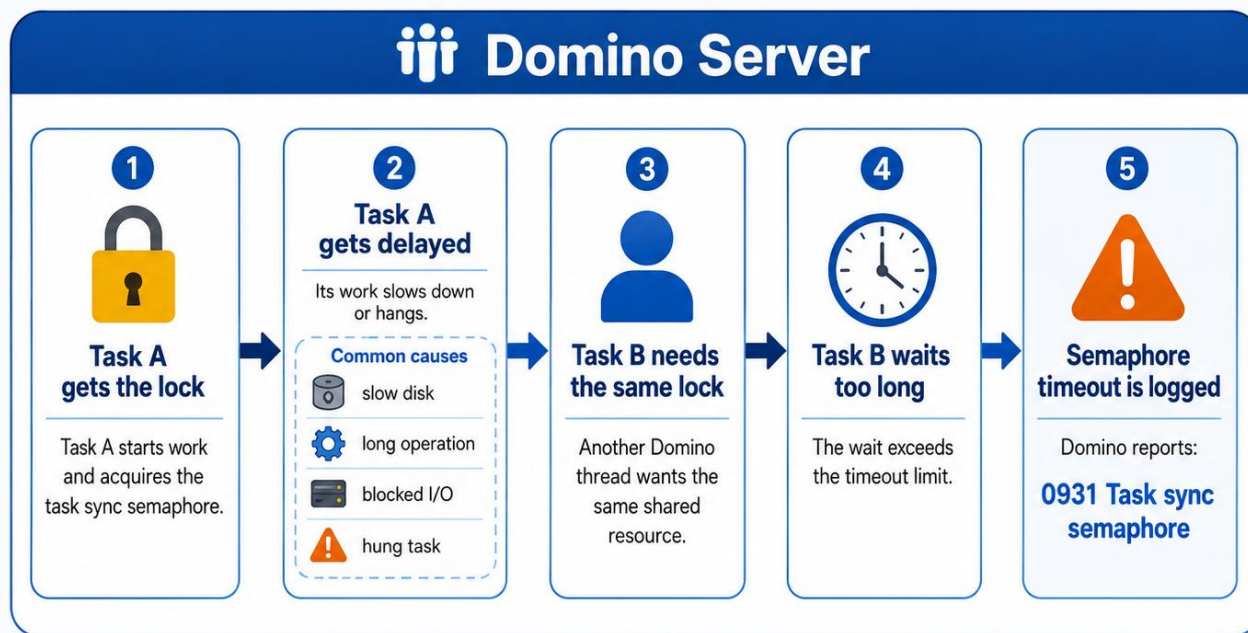 Domino Server
1
Task A
gets the lock
Task A starts work
and acquires the
task sync semaphore.
2
Task A
gets delayed
Its work slows down
or hangs.
Common causes
slow disk
long operation
blocked I/O
hung task
3
Task B needs
the same lock
Another Domino
thread wants the
same shared
resource.
4
Task B waits
too long
The wait exceeds
the timeout limit.
5
Semaphore
timeout is logged
Domino reports:
0931 Task sync
semaphore